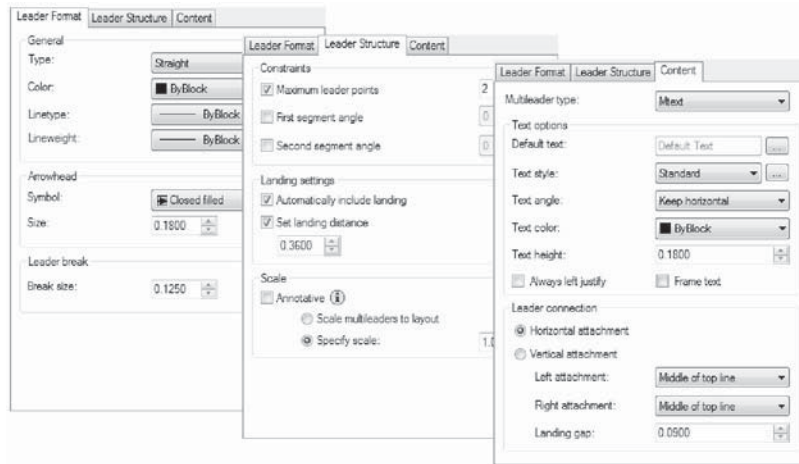 Leader Format Leader Structure Content
General
Type: Straight
Color: ByBlock
Linetype: ByBlock
Lineweight: ByBlock
Arrowhead
Symbol: Closed filled
Size: 0.1800
Leader break
Break size: 0.1250
Leader Format Leader Structure Content
Constraints
Maximum leader points 2
First segment angle 0
Second segment angle 0
Landing settings
Automatically include landing
Set landing distance
0.3600
Scale
Annotative
Scale multileaders to layout
Specify scale: 1.0
Leader Format Leader Structure Content
Multileader type: Mtext
Text options
Default text: Default Text ...
Text style: Standard ...
Text angle: Keep horizontal
Text color: ByBlock
Text height: 0.1800
Always left justify Frame text
Leader connection
Horizontal attachment
Vertical attachment
Left attachment: Middle of top line
Right attachment: Middle of top line
Landing gap: 0.0900